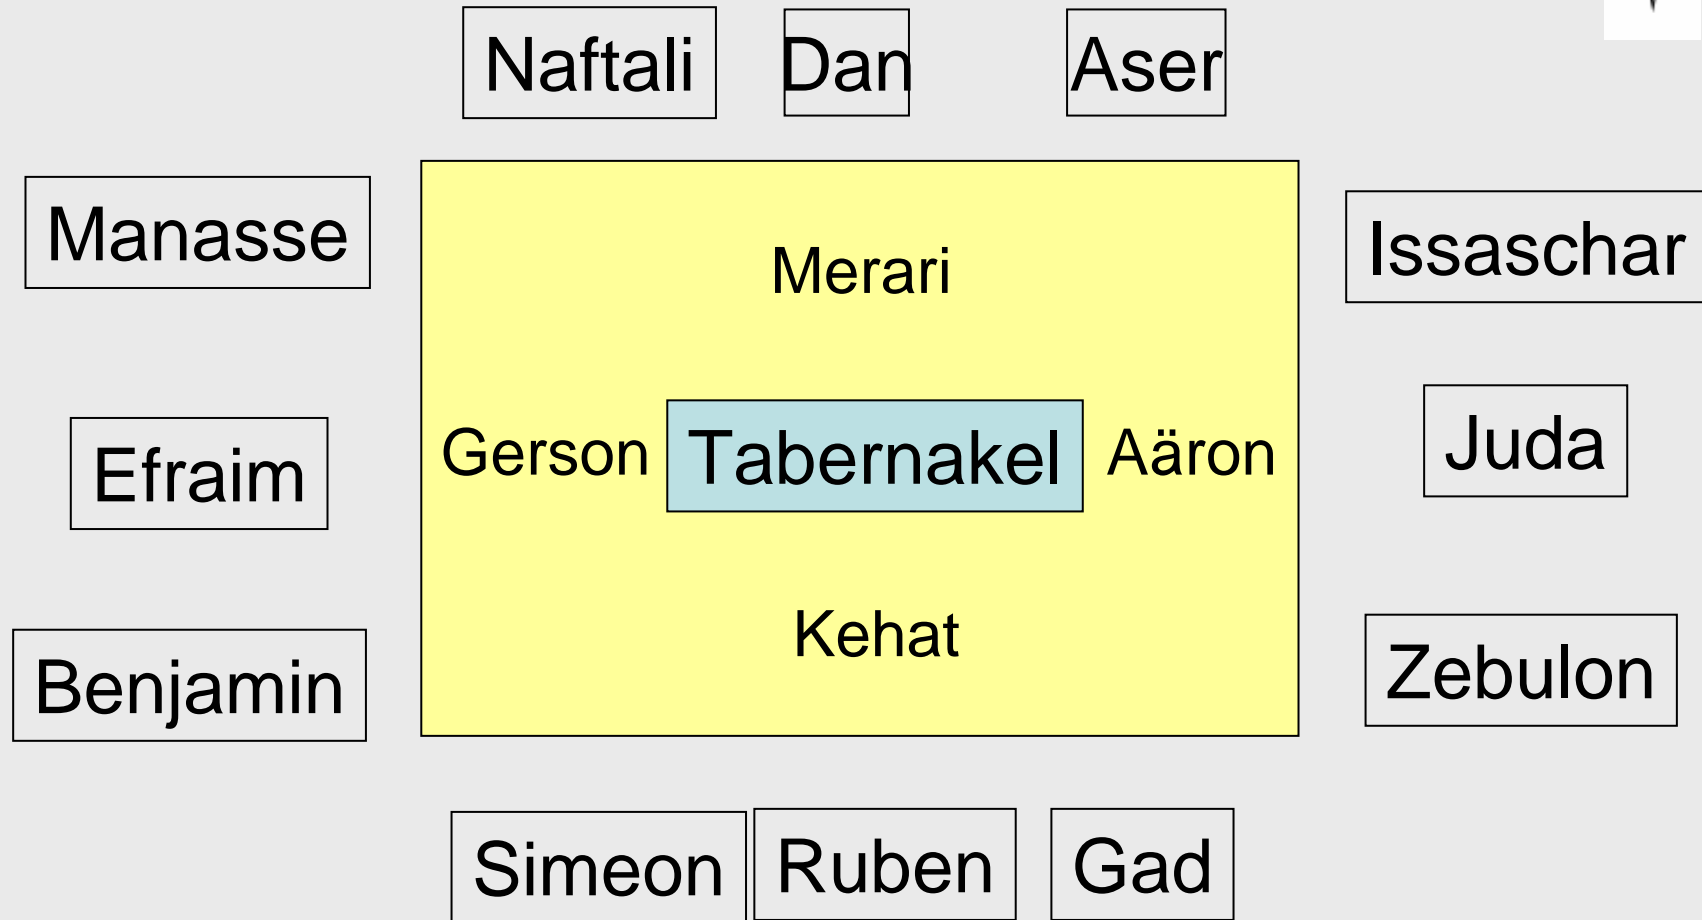 Naftali Dan Aser
Manasse Issaschar
Merari
Gerson Tabernakel Aäron Juda
Efraim
Kehat
Benjamin Zebulon
Simeon Ruben Gad